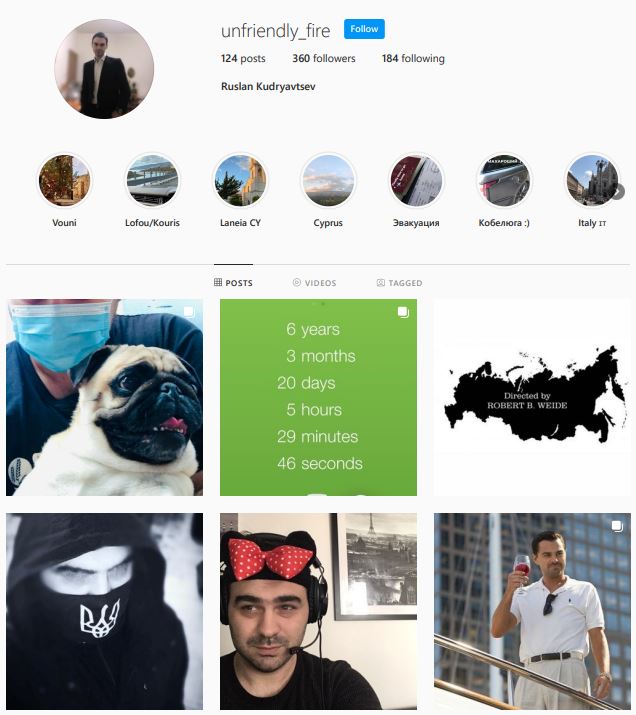 unfriendly_fire Follow
124 posts 360 followers 184 following
Ruslan Kudryavtsev
МАХАРОШИЙ
Vouni Lofou/Kouris Laneia CY Cyprus Эвакуация Кобелюга :) Italy IT
POSTS VIDEOS TAGGED
6 years
3 months
20 days
5 hours
29 minutes
46 seconds
Directed by
ROBERT B. WEIDE